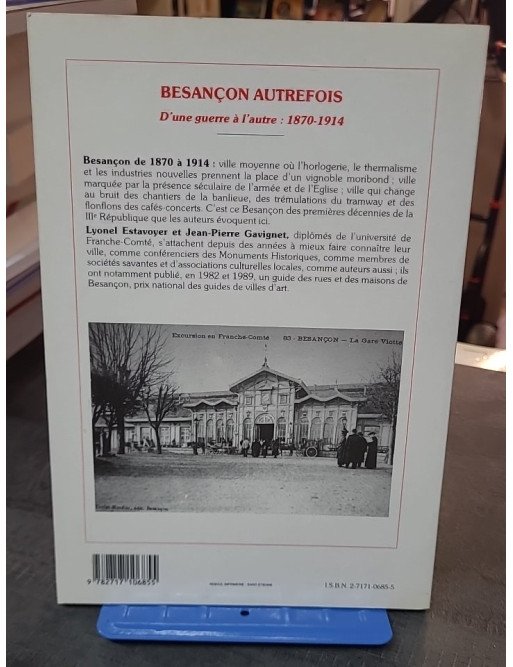 BESANÇON AUTREFOIS
D'une guerre à l'autre : 1870-1914
Besançon de 1870 à 1914 : ville moyenne où l'horlogerie, le thermalisme
et les industries nouvelles prennent la place d'un vignoble moribond ; ville
marquée par la présence séculaire de l'armée et de l'Eglise ; ville qui change
au bruit des chantiers de la banlieue, des trémulations du tramway et des
flonflons des cafés-concerts. C'est ce Besançon des premières décennies de la
IIIe République que les auteurs évoquent ici.
Lyonel Estavoyer et Jean-Pierre Gavignet, diplômés de l'université de
Franche-Comté, s'attachent depuis des années à mieux faire connaître leur
ville, comme conférenciers des Monuments Historiques, comme membres de
sociétés savantes et d'associations culturelles locales, comme auteurs aussi ; ils
ont notamment publié, en 1982 et 1989, un guide des rues et des maisons de
Besançon, prix national des guides de villes d'art.
Excursion en Franche-Comté 83 - BESANÇON — La Gare Viotte
9 782717 106855
I.S.B.N. 2-7171-0685-5